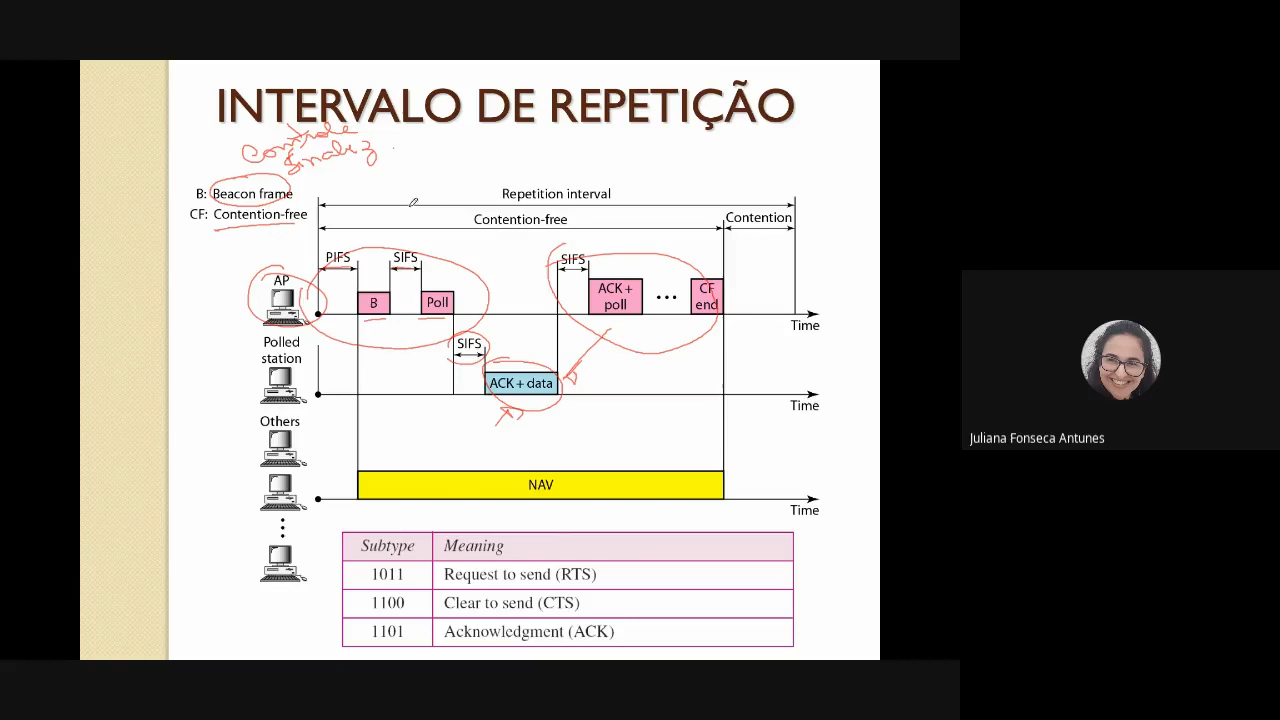 INTERVALO DE REPETIÇÃO
Controle
B: Beacon frame
CF: Contention-free
Repetition interval
Contention-free
Contention
PIFS
SIFS
SIFS
AP
B
Poll
ACK +
poll
...
CF
end
Time
Polled
station
SIFS
ACK + data
Time
Others
NAV
Time
Subtype Meaning
1011 Request to send (RTS)
1100 Clear to send (CTS)
1101 Acknowledgment (ACK)
Juliana Fonseca Antunes